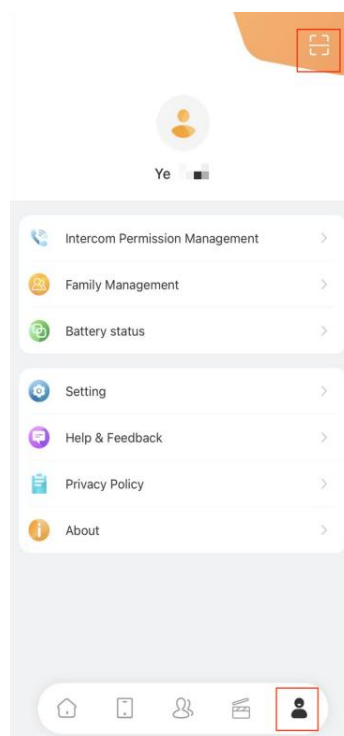 Ye
Intercom Permission Management
Family Management
Battery status
Setting
Help & Feedback
Privacy Policy
About